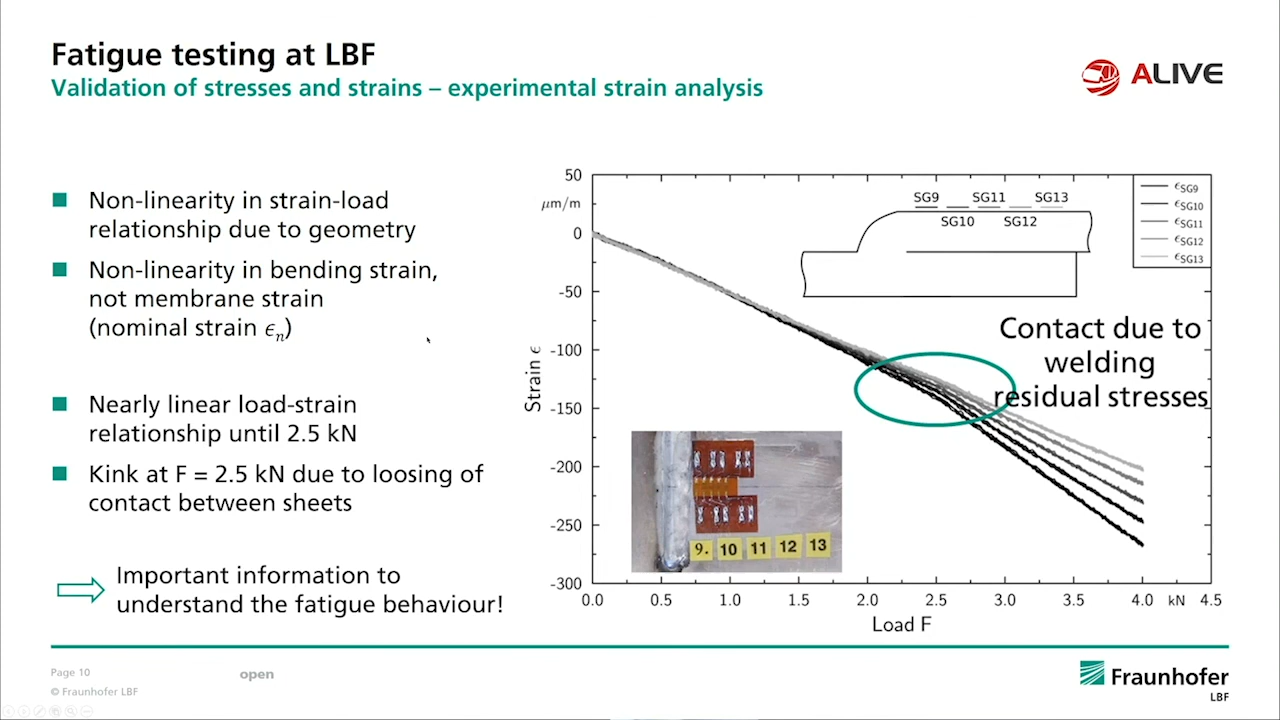 Fatigue testing at LBF
Validation of stresses and strains – experimental strain analysis
ALIVE
Non-linearity in strain-load
relationship due to geometry
Non-linearity in bending strain,
not membrane strain
(nominal strain ϵn)
Nearly linear load-strain
relationship until 2.5 kN
Kink at F = 2.5 kN due to loosing of
contact between sheets
Important information to
understand the fatigue behaviour!
50
μm/m
0
-50
-100
-150
-200
-250
-300
Strain ϵ
0.0 0.5 1.0 1.5 2.0 2.5 3.0 3.5 4.0 kN 4.5
Load F
SG9 SG11 SG13
SG10 SG12
ϵSG9
ϵSG10
ϵSG11
ϵSG12
ϵSG13
Contact due to
welding
residual stresses
9. 10 11 12 13
Page 10
open
© Fraunhofer LBF
Fraunhofer
LBF